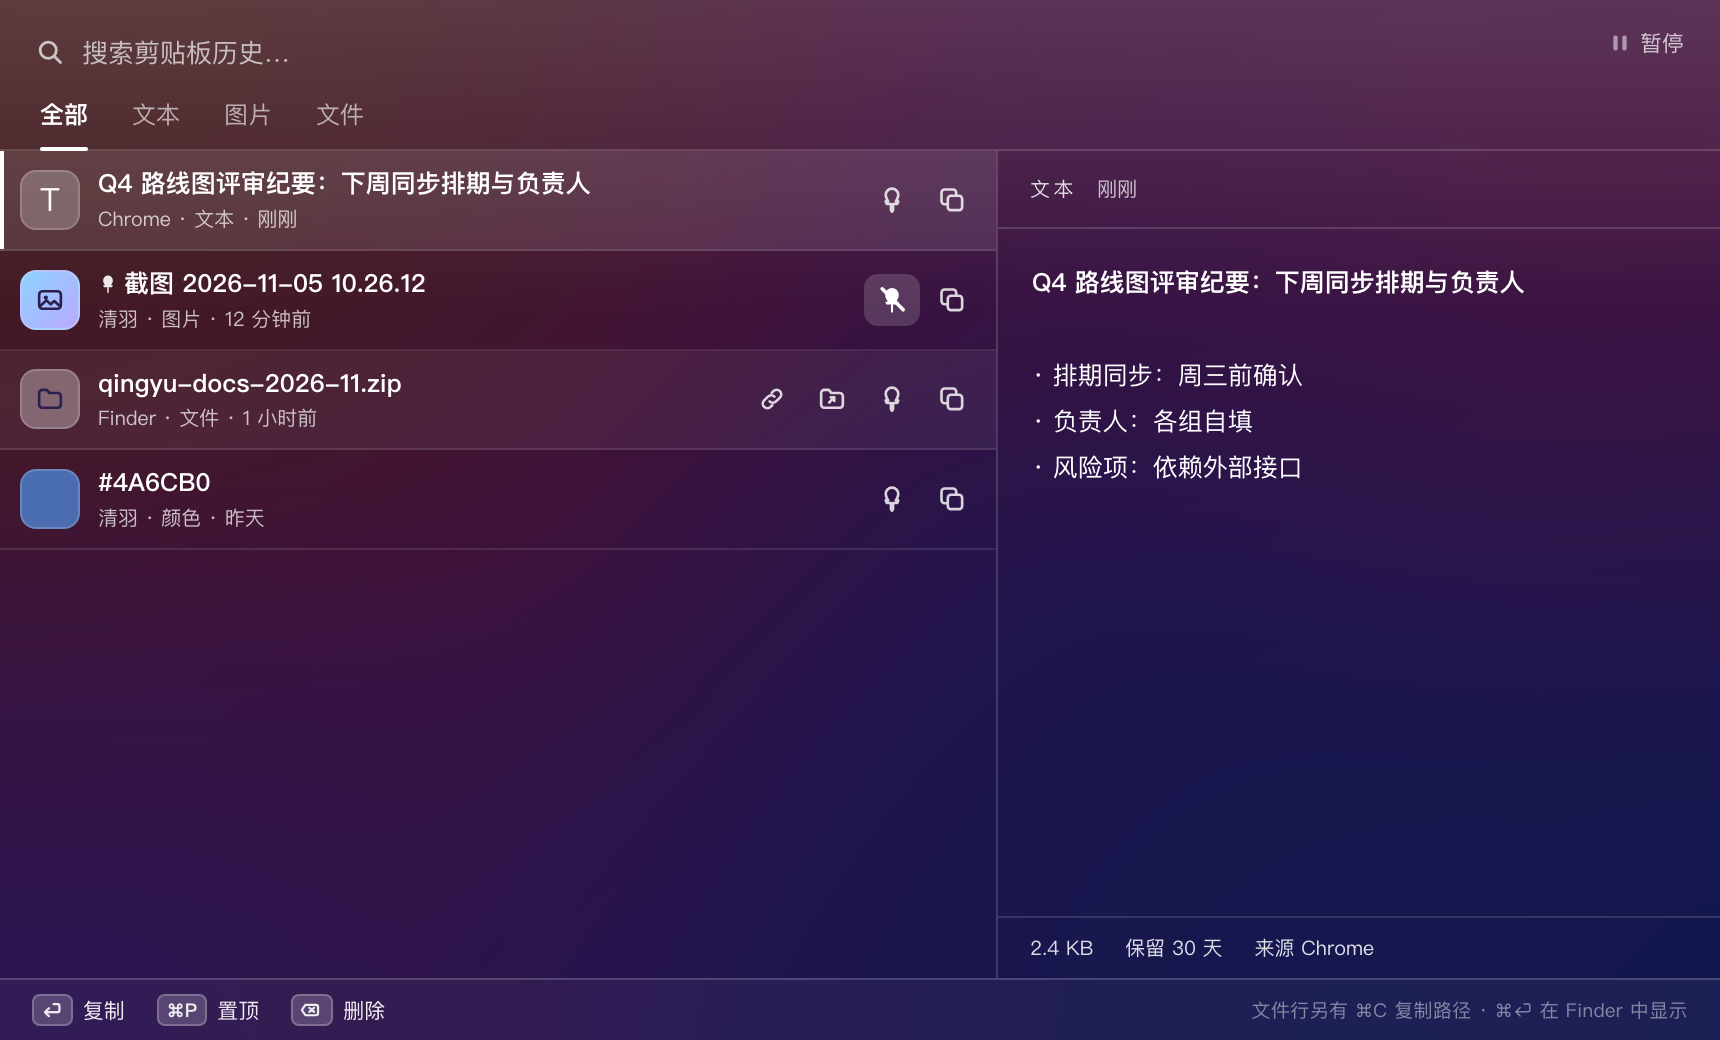 搜索剪贴板历史…
暂停
全部 文本 图片 文件
T
Q4 路线图评审纪要：下周同步排期与负责人
Chrome · 文本 · 刚刚
截图 2026-11-05 10.26.12
清羽 · 图片 · 12 分钟前
qingyu-docs-2026-11.zip
Finder · 文件 · 1 小时前
#4A6CB0
清羽 · 颜色 · 昨天
文本 刚刚
Q4 路线图评审纪要：下周同步排期与负责人
· 排期同步：周三前确认
· 负责人：各组自填
· 风险项：依赖外部接口
2.4 KB 保留 30 天 来源 Chrome
复制 ⌘P 置顶 删除
文件行另有 ⌘C 复制路径 · ⌘↩ 在 Finder 中显示